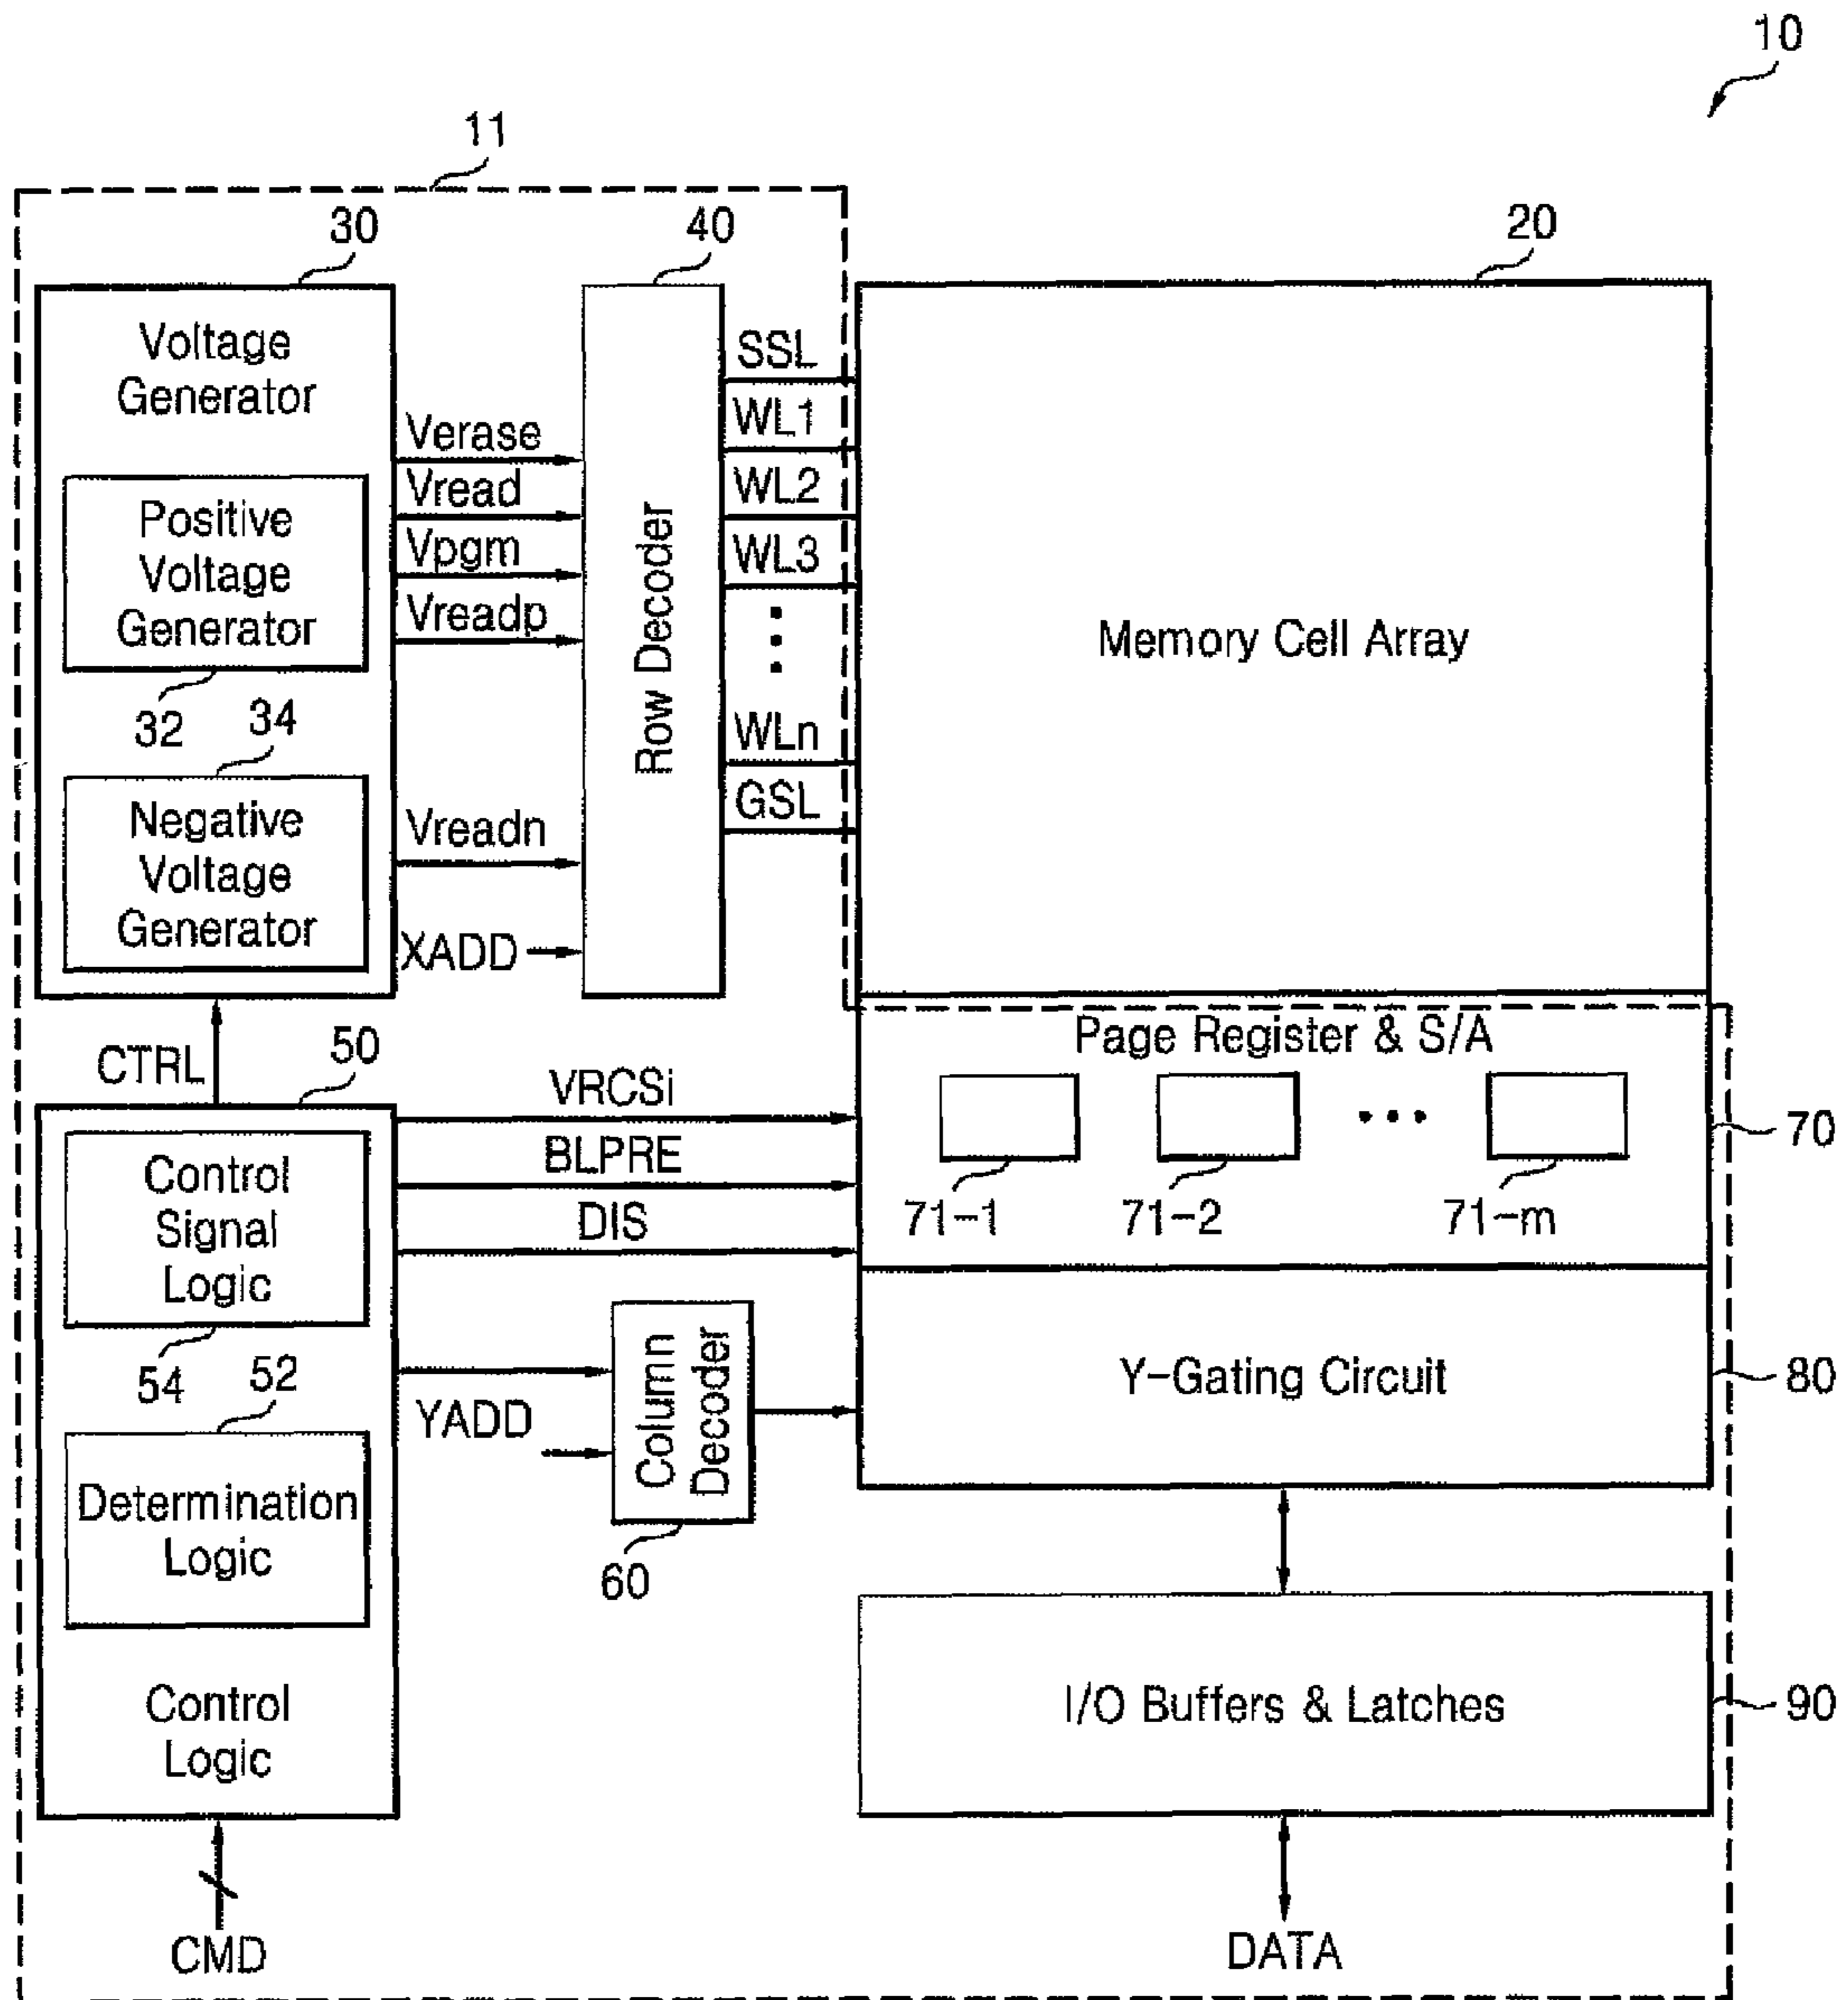 10
11
30
40
20
Voltage
Generator
Verase
Vread
Vpgm
Vreadp
Positive
Voltage
Generator
32
34
Negative
Voltage
Generator
Vreadn
XADD
Row Decoder
SSL
WL1
WL2
WL3
WLn
GSL
Memory Cell Array
CTRL
50
VRCSi
BLPRE
DIS
Page Register & S/A
71-1
71-2
71-m
70
Control
Signal
Logic
54
52
Determination
Logic
Control
Logic
YADD
Column
Decoder
60
Y-Gating Circuit
80
I/O Buffers & Latches
90
CMD
DATA